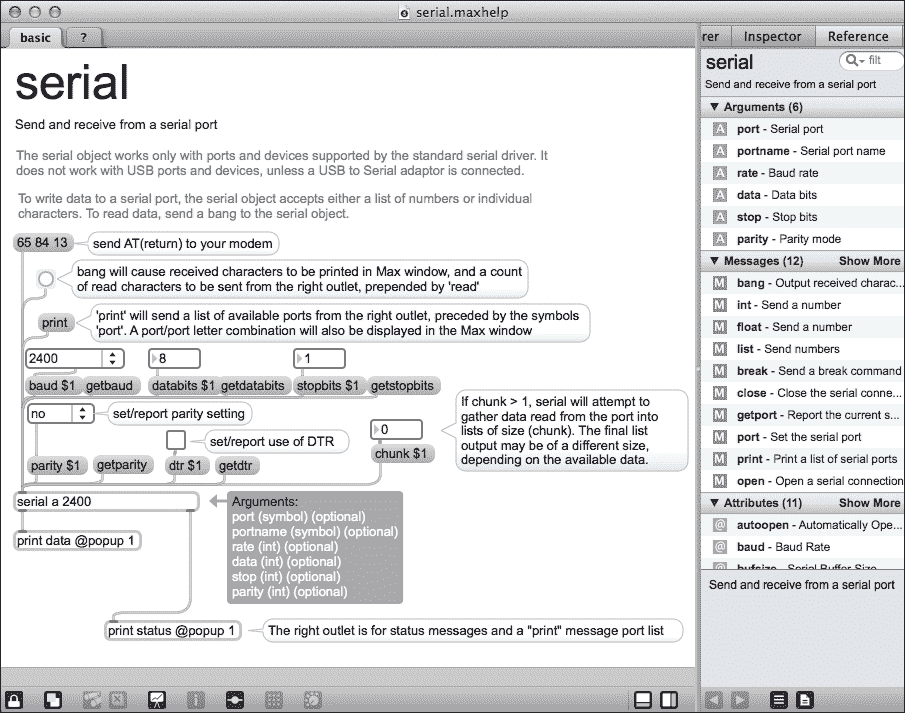 serial.maxhelp
basic
?
rer
Inspector
Reference
serial
Send and receive from a serial port
The serial object works only with ports and devices supported by the standard serial driver. It
does not work with USB ports and devices, unless a USB to Serial adaptor is connected.
To write data to a serial port, the serial object accepts either a list of numbers or individual
characters. To read data, send a bang to the serial object.
65 84 13
send AT(return) to your modem
bang will cause received characters to be printed in Max window, and a count
of read characters to be sent from the right outlet, prepended by 'read'
print
'print' will send a list of available ports from the right outlet, preceded by the symbols
'port'. A port/port letter combination will also be displayed in the Max window
2400
8
1
baud $1
getbaud
databits $1
getdatabits
stopbits $1
getstopbits
no
set/report parity setting
0
set/report use of DTR
If chunk > 1, serial will attempt to
gather data read from the port into
lists of size (chunk). The final list
output may be of a different size,
depending on the available data.
parity $1
getparity
dtr $1
getdtr
chunk $1
serial a 2400
Arguments:
port (symbol) (optional)
portname (symbol) (optional)
rate (int) (optional)
data (int) (optional)
stop (int) (optional)
parity (int) (optional)
print data @popup 1
print status @popup 1
The right outlet is for status messages and a "print" message port list
serial
filt
Send and receive from a serial port
Arguments (6)
A port - Serial port
A portname - Serial port name
A rate - Baud rate
A data - Data bits
A stop - Stop bits
A parity - Parity mode
Messages (12) Show More
M bang - Output received charac...
M int - Send a number
M float - Send a number
M list - Send numbers
M break - Send a break command
M close - Close the serial conne...
M getport - Report the current s...
M port - Set the serial port
M print - Print a list of serial ports
M open - Open a serial connection
Attributes (11) Show More
@ autoopen - Automatically Ope...
@ baud - Baud Rate
@ bufsize - Serial Buffer Size
Send and receive from a serial port